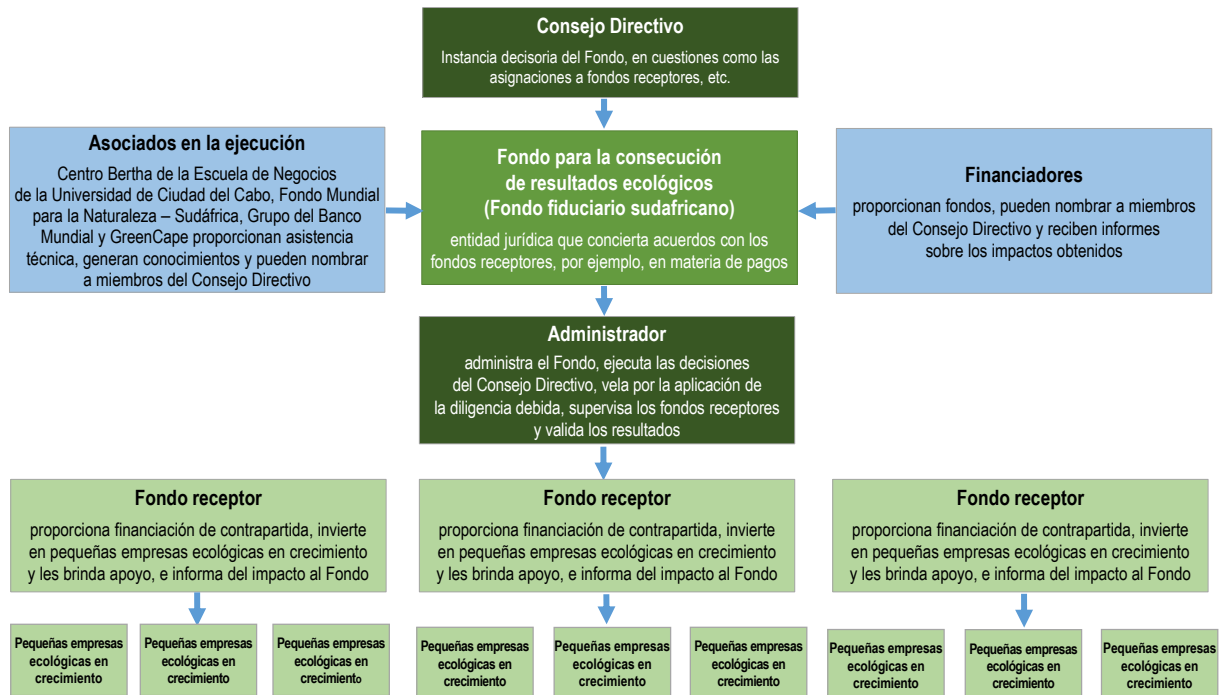 Consejo Directivo
Instancia decisoria del Fondo, en cuestiones como las
asignaciones a fondos receptores, etc.
Asociados en la ejecución
Centro Bertha de la Escuela de Negocios
de la Universidad de Ciudad del Cabo, Fondo Mundial
para la Naturaleza – Sudáfrica, Grupo del Banco
Mundial y GreenCape proporcionan asistencia
técnica, generan conocimientos y pueden nombrar
a miembros del Consejo Directivo
Fondo para la consecución
de resultados ecológicos
(Fondo fiduciario sudafricano)
entidad jurídica que concierta acuerdos con los
fondos receptores, por ejemplo, en materia de pagos
Financiadores
proporcionan fondos, pueden nombrar a miembros
del Consejo Directivo y reciben informes
sobre los impactos obtenidos
Administrador
administra el Fondo, ejecuta las decisiones
del Consejo Directivo, vela por la aplicación de
la diligencia debida, supervisa los fondos receptores
y valida los resultados
Fondo receptor
proporciona financiación de contrapartida, invierte
en pequeñas empresas ecológicas en crecimiento
y les brinda apoyo, e informa del impacto al Fondo
Fondo receptor
proporciona financiación de contrapartida, invierte
en pequeñas empresas ecológicas en crecimiento
y les brinda apoyo, e informa del impacto al Fondo
Fondo receptor
proporciona financiación de contrapartida, invierte
en pequeñas empresas ecológicas en crecimiento
y les brinda apoyo, e informa del impacto al Fondo
Pequeñas empresas
ecológicas en
crecimiento
Pequeñas empresas
ecológicas en
crecimiento
Pequeñas empresas
ecológicas en
crecimiento
Pequeñas empresas
ecológicas en
crecimiento
Pequeñas empresas
ecológicas en
crecimiento
Pequeñas empresas
ecológicas en
crecimiento
Pequeñas empresas
ecológicas en
crecimiento
Pequeñas empresas
ecológicas en
crecimiento
Pequeñas empresas
ecológicas en
crecimiento